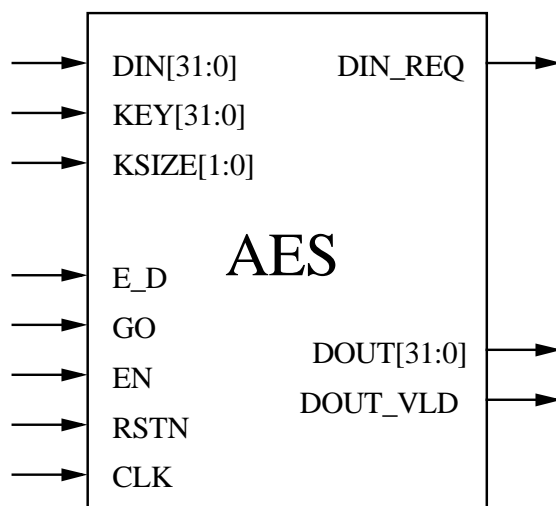 DIN[31:0] DIN_REQ
KEY[31:0]
KSIZE[1:0]
AES
E_D
GO
DOUT[31:0]
EN
DOUT_VLD
RSTN
CLK